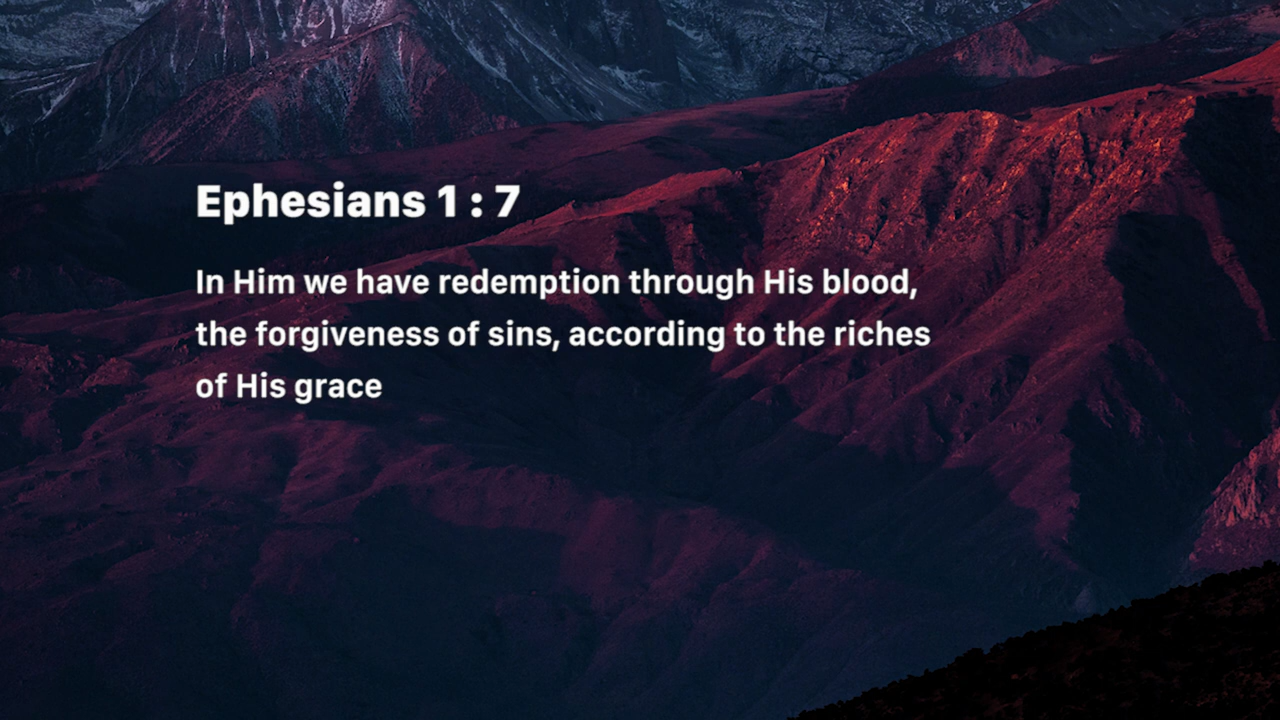 Ephesians 1 : 7
In Him we have redemption through His blood,
the forgiveness of sins, according to the riches
of His grace